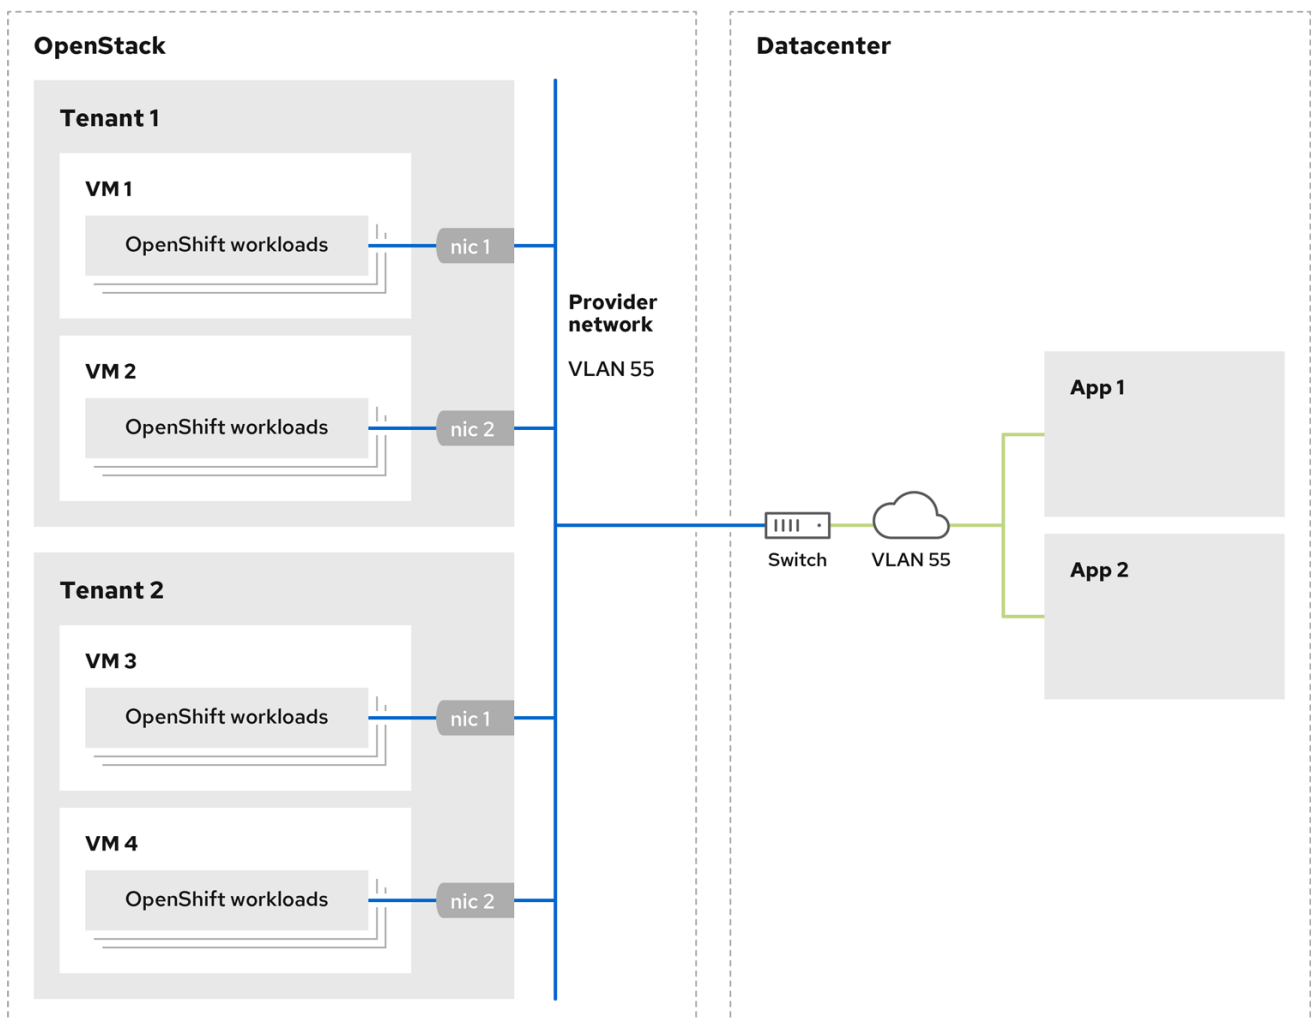 OpenStack
Tenant 1
VM 1
OpenShift workloads
nic 1
VM 2
OpenShift workloads
nic 2
Tenant 2
VM 3
OpenShift workloads
nic 1
VM 4
OpenShift workloads
nic 2
Provider
network
VLAN 55
Datacenter
Switch
VLAN 55
App 1
App 2